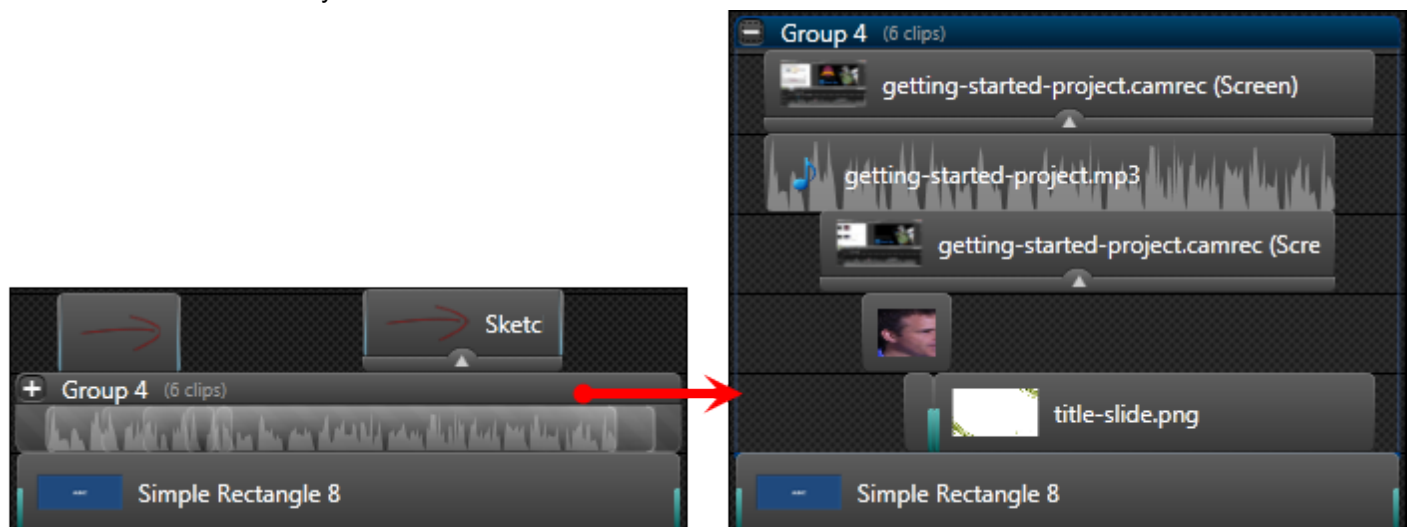 Sketc
Group 4 (6 clips)
Simple Rectangle 8
Group 4 (6 clips)
getting-started-project.camrec (Screen)
getting-started-project.mp3
getting-started-project.camrec (Scre
title-slide.png
Simple Rectangle 8